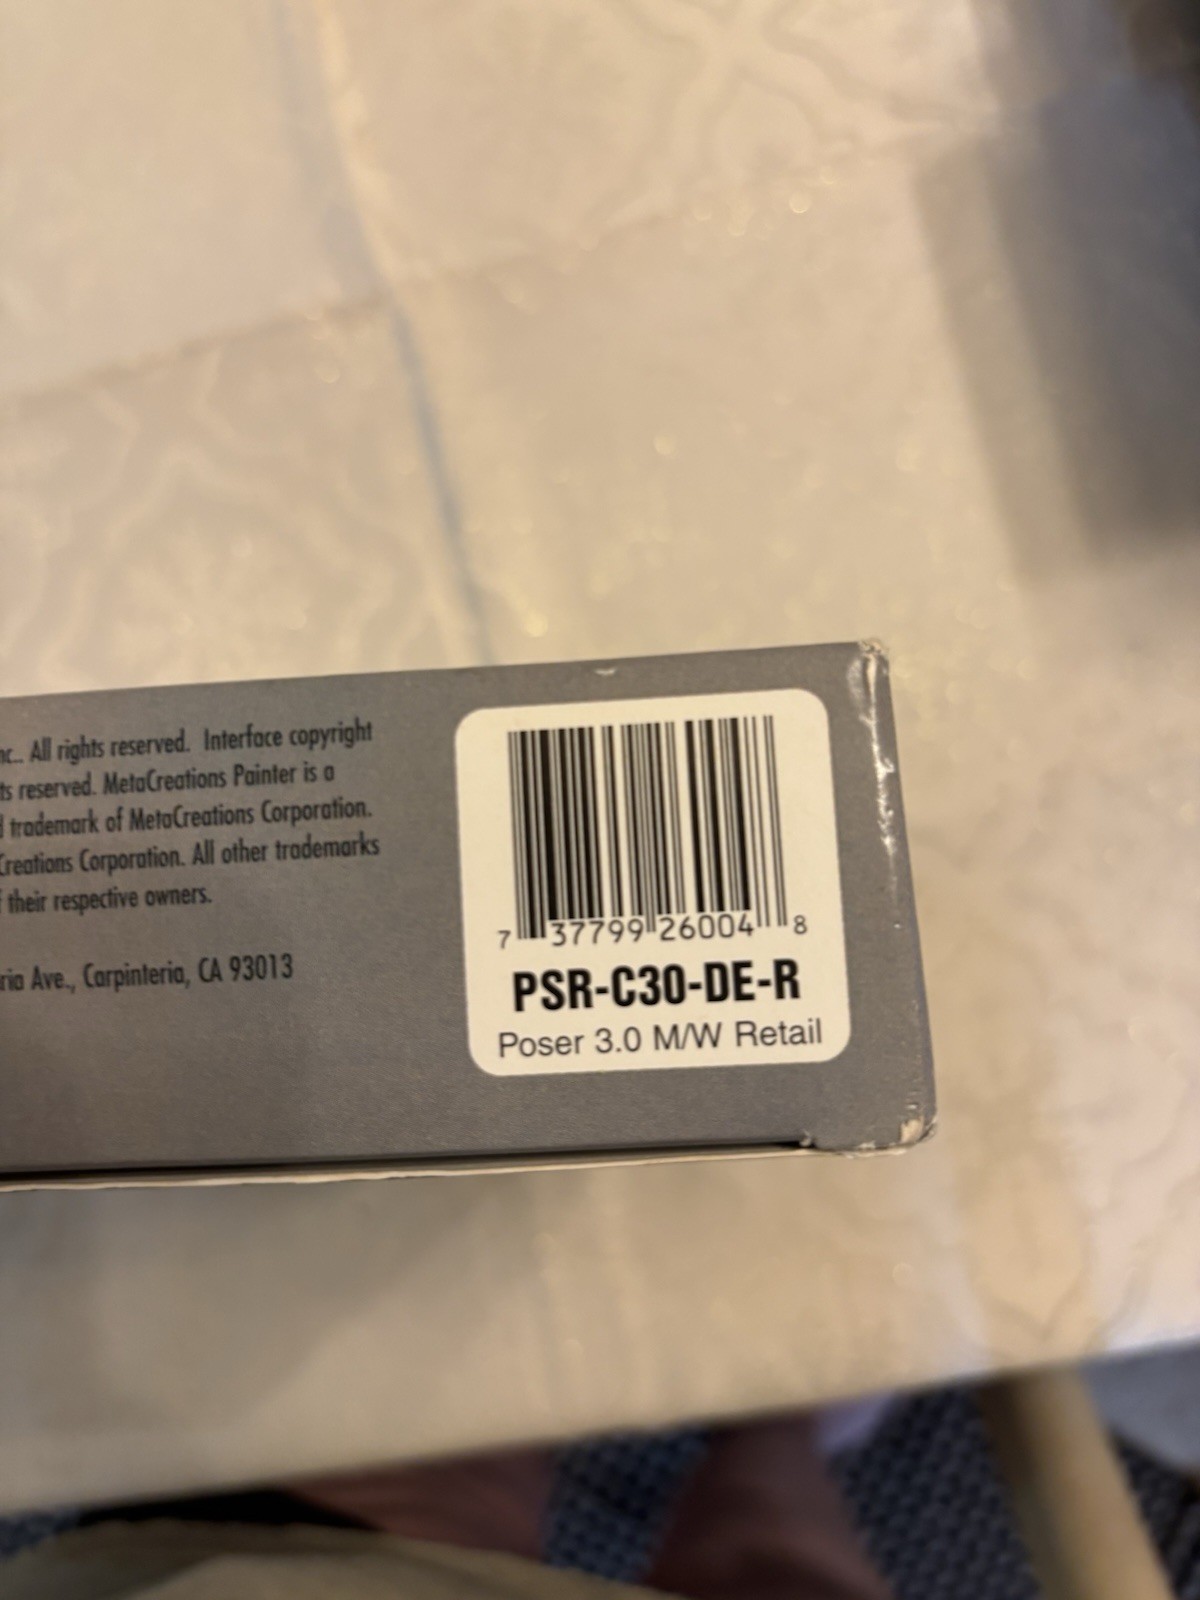 nc.. All rights reserved. Interface copyright
ts reserved. MetaCreations Painter is a
d trademark of MetaCreations Corporation.
Creations Corporation. All other trademarks
f their respective owners.
ria Ave., Carpinteria, CA 93013
7 37799 26004 8
PSR-C30-DE-R
Poser 3.0 M/W Retail